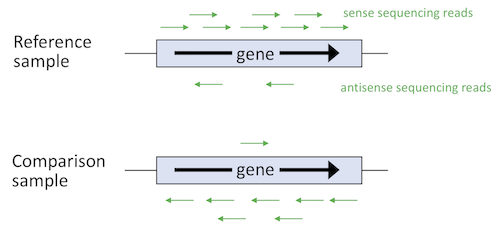 sense sequencing reads
Reference
sample
gene
antisense sequencing reads
Comparison
sample
gene